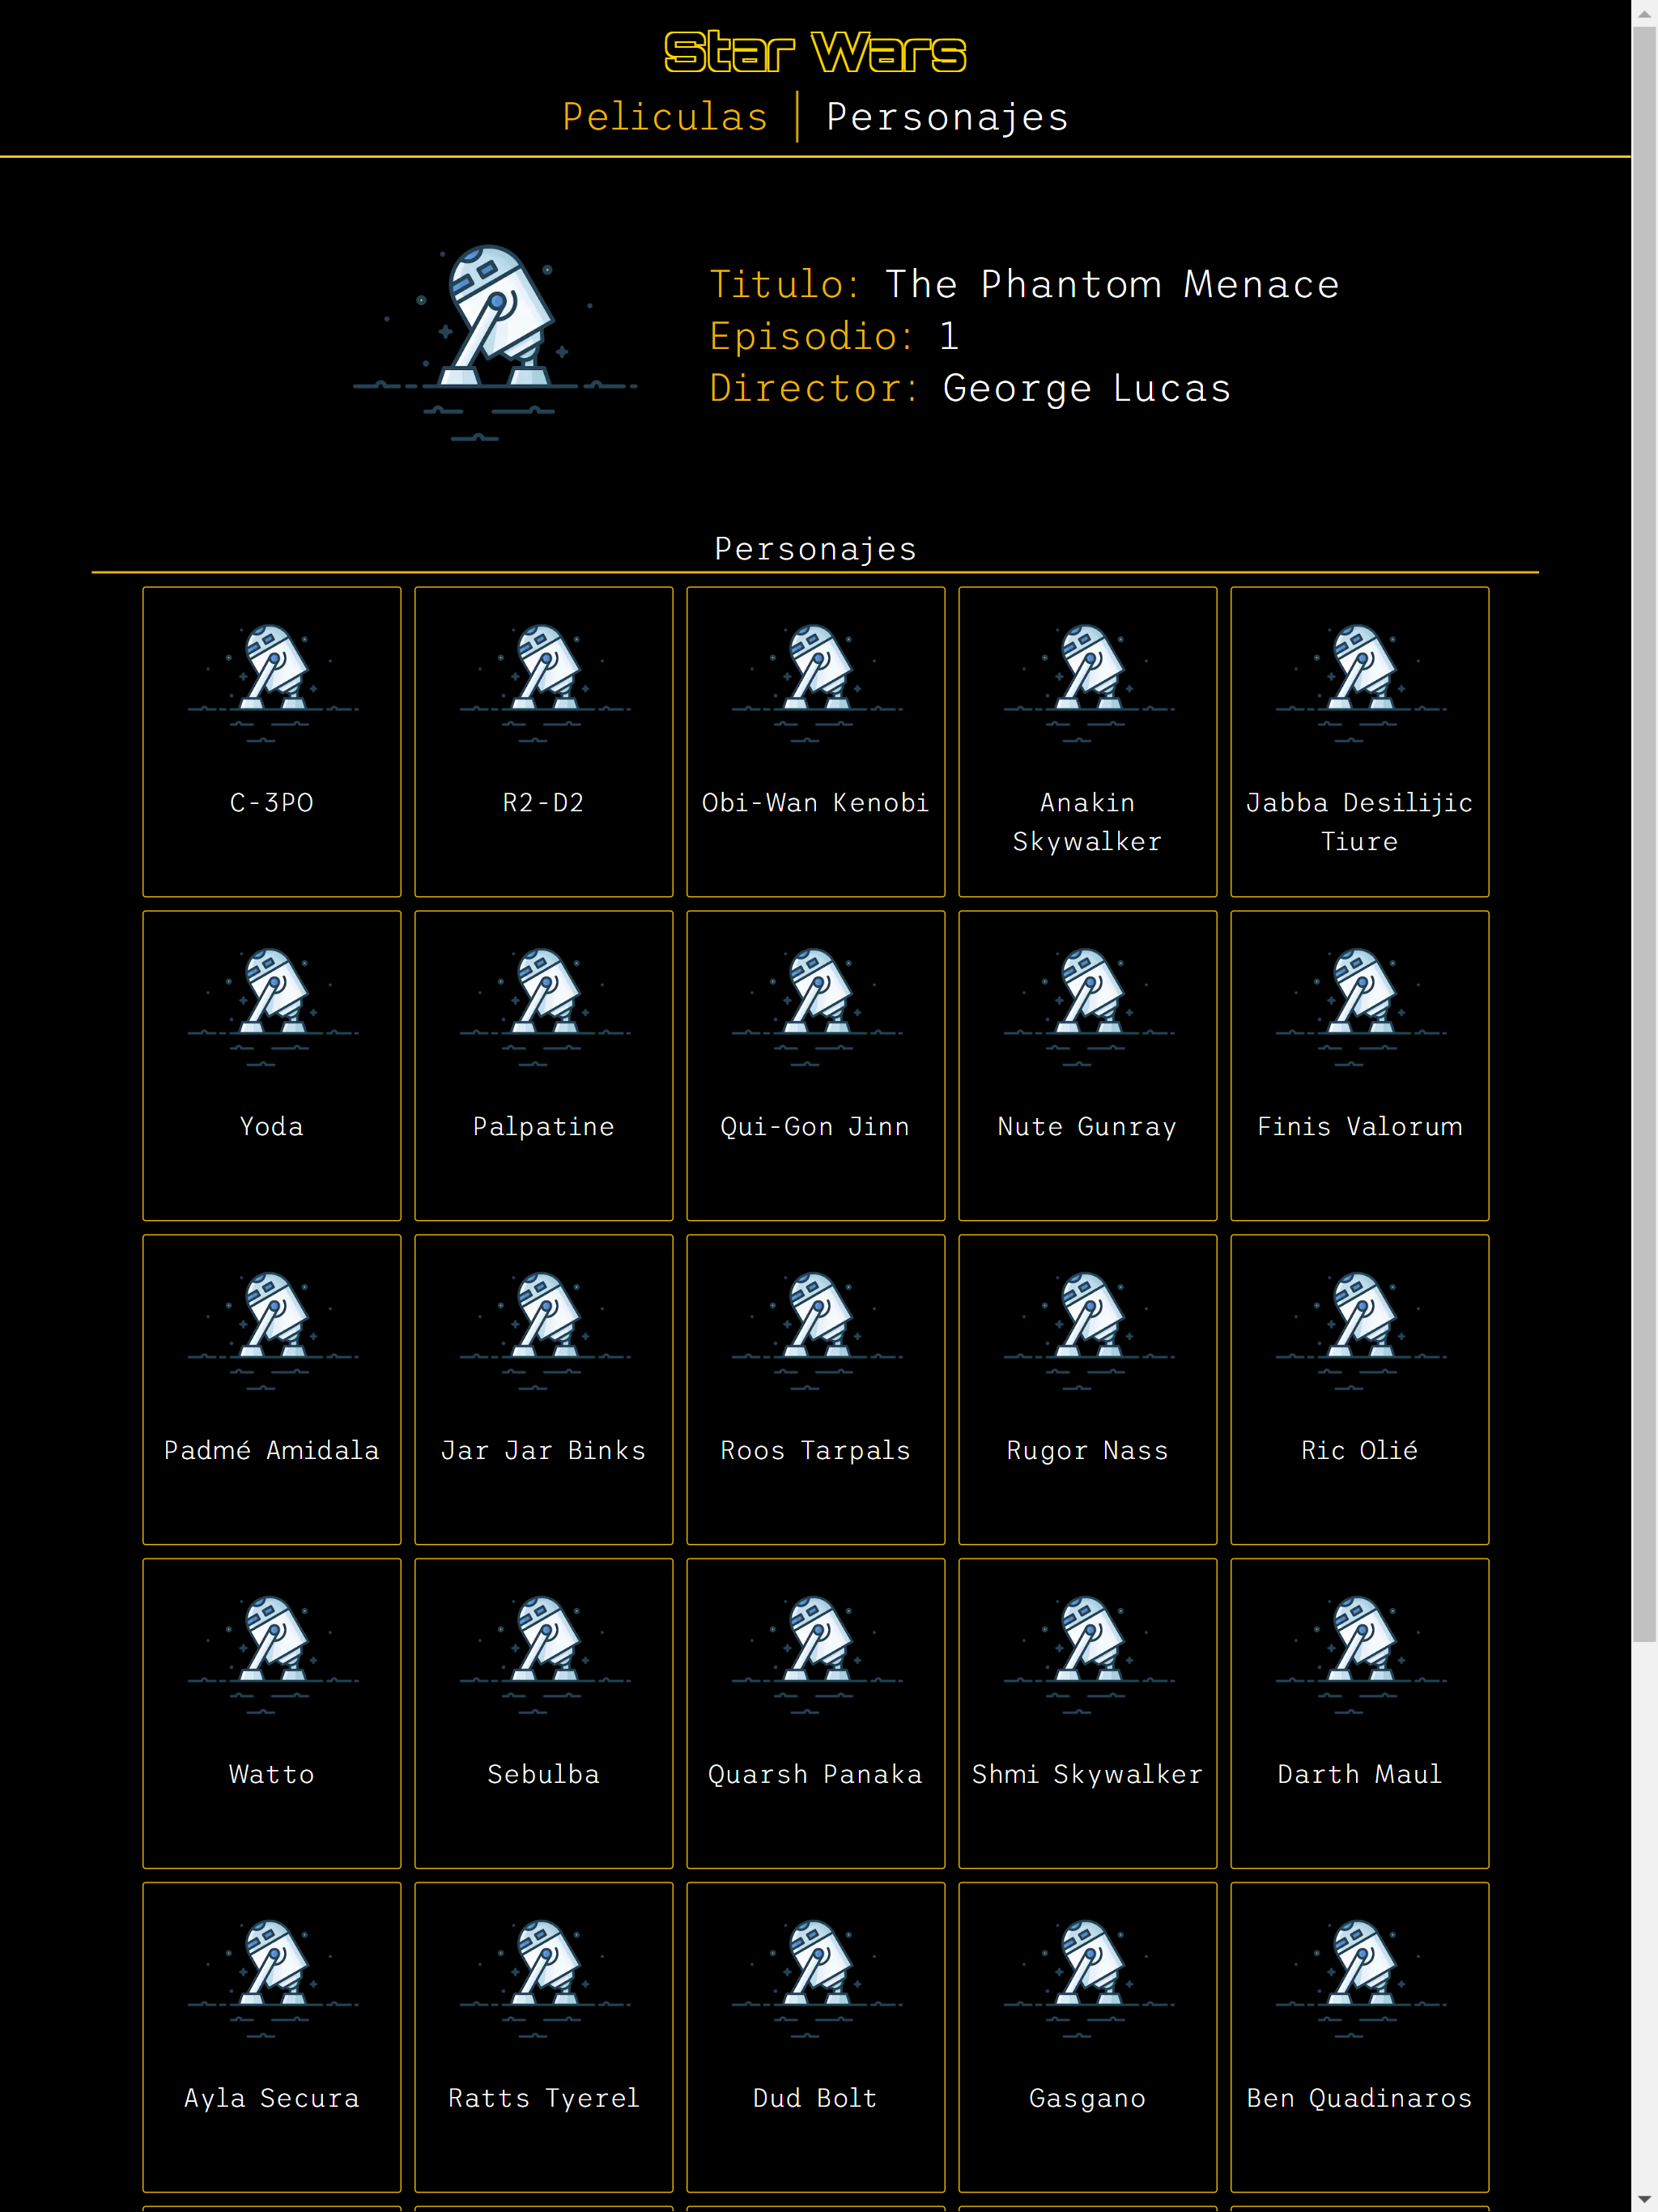 Star Wars
Peliculas | Personajes
Titulo: The Phantom Menace
Episodio: 1
Director: George Lucas
Personajes
C-3PO
R2-D2
Obi-Wan Kenobi
Anakin
Skywalker
Jabba Desilijic
Tiure
Yoda
Palpatine
Qui-Gon Jinn
Nute Gunray
Finis Valorum
Padmé Amidala
Jar Jar Binks
Roos Tarpals
Rugor Nass
Ric Olié
Watto
Sebulba
Quarsh Panaka
Shmi Skywalker
Darth Maul
Ayla Secura
Ratts Tyerel
Dud Bolt
Gasgano
Ben Quadinaros